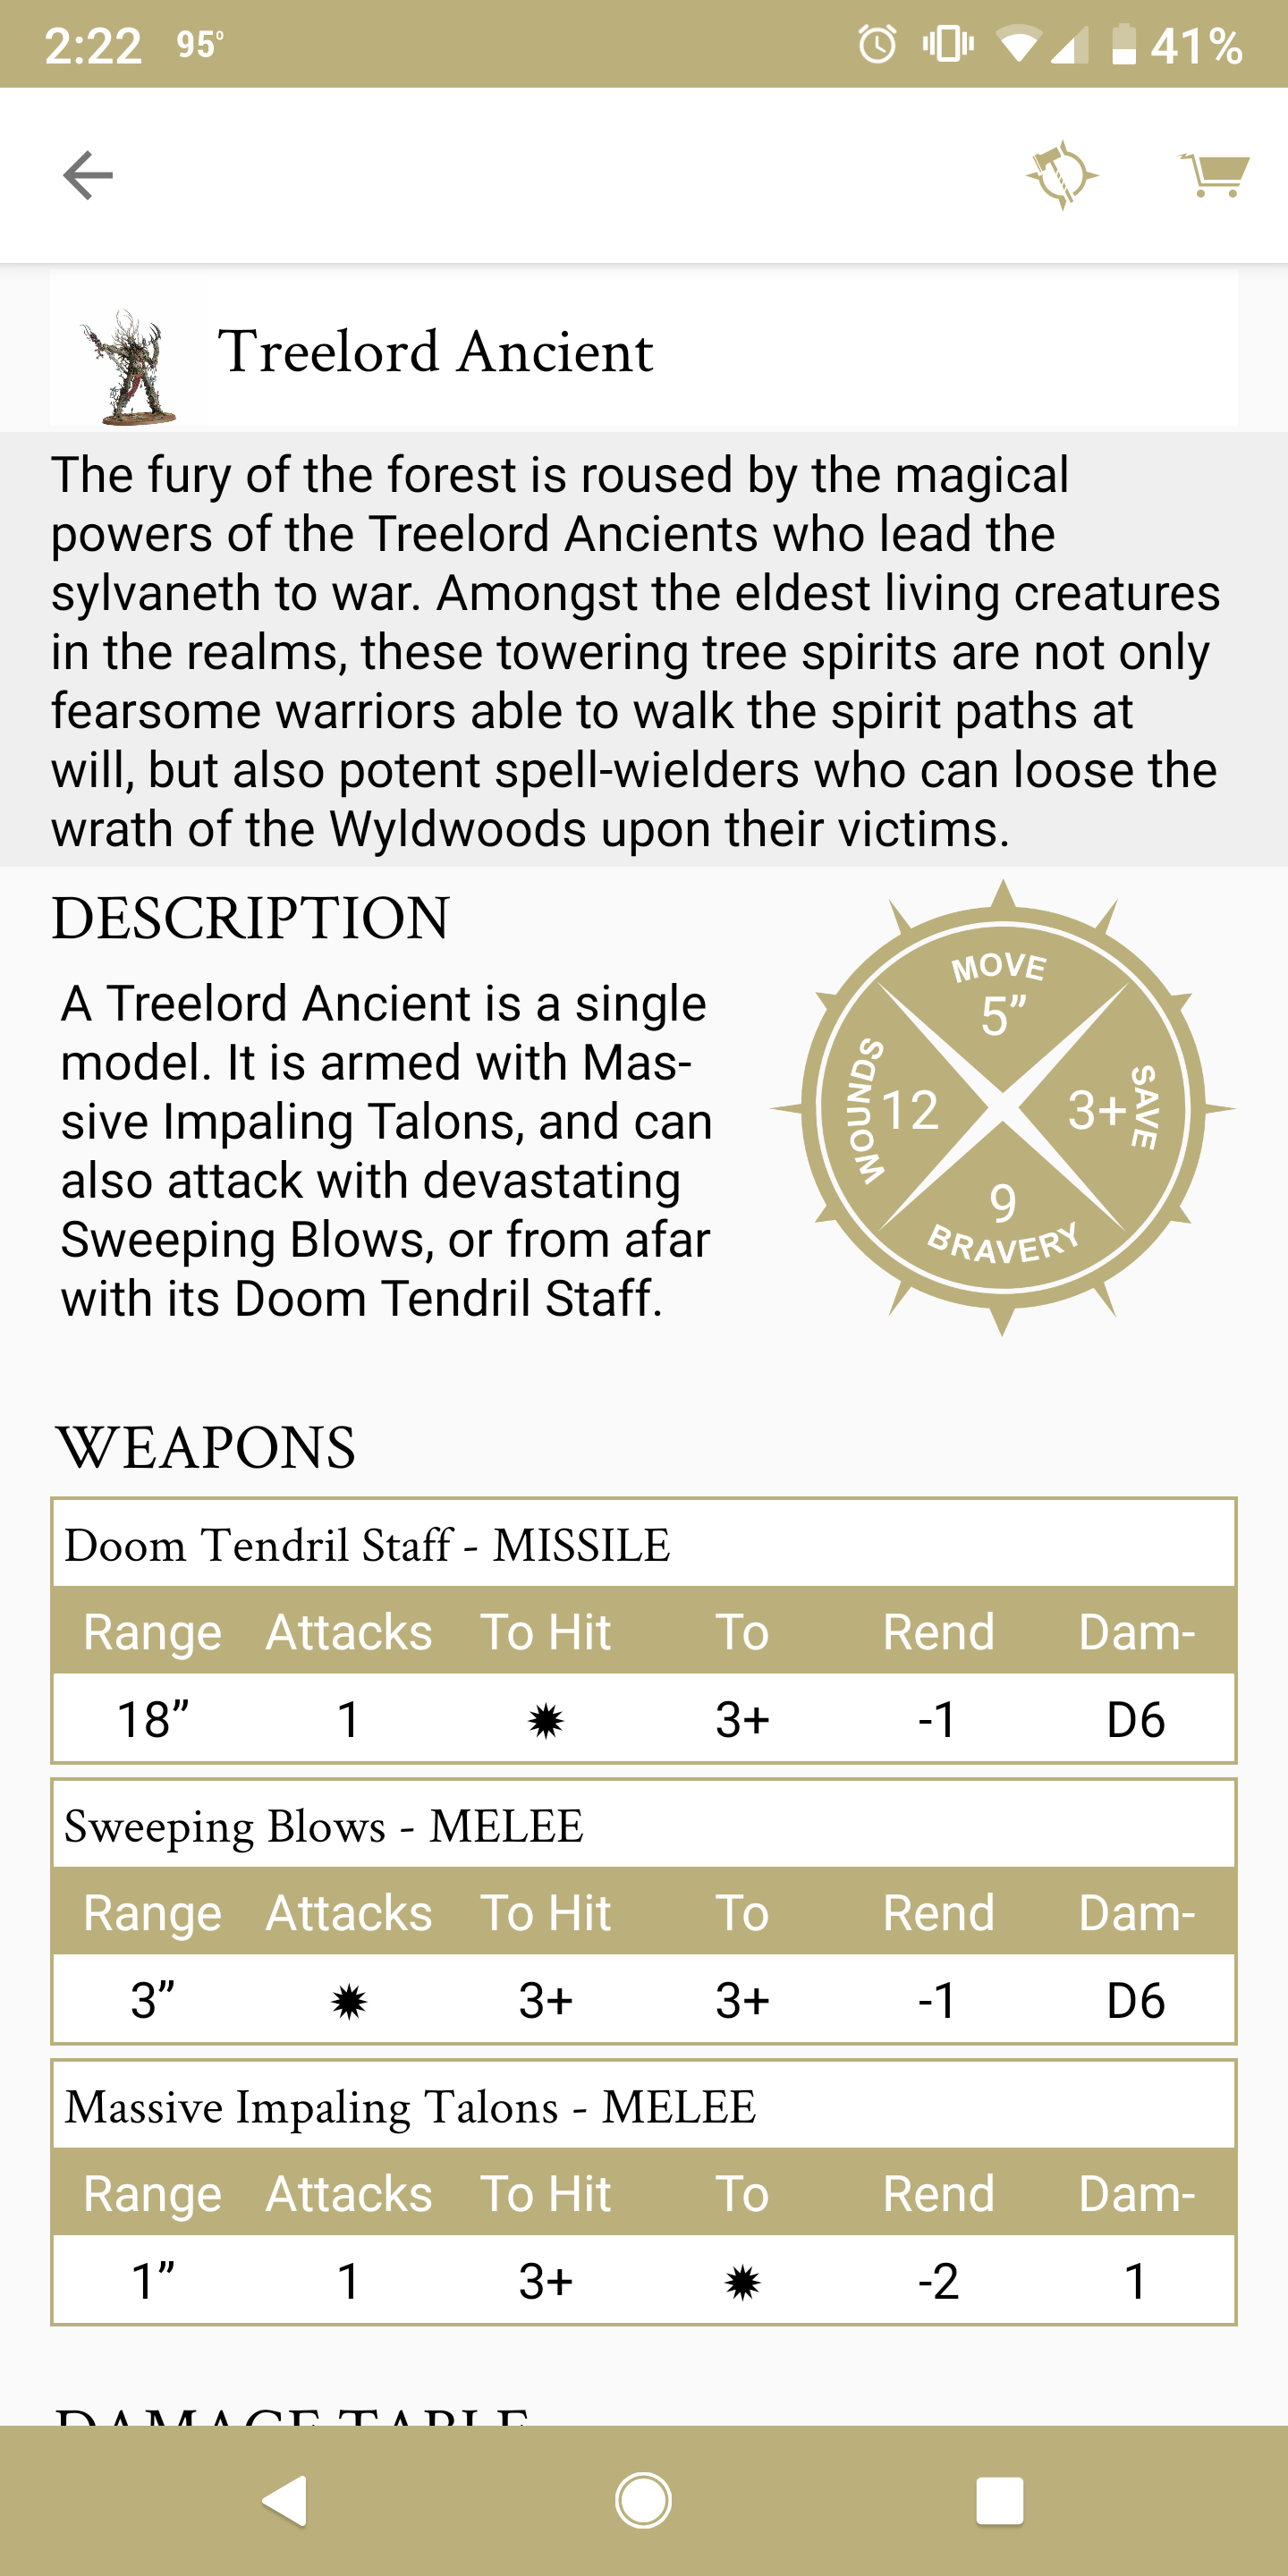 2:22 95° 41%
Treelord Ancient
The fury of the forest is roused by the magical
powers of the Treelord Ancients who lead the
sylvaneth to war. Amongst the eldest living creatures
in the realms, these towering tree spirits are not only
fearsome warriors able to walk the spirit paths at
will, but also potent spell-wielders who can loose the
wrath of the Wyldwoods upon their victims.
DESCRIPTION
A Treelord Ancient is a single
model. It is armed with Mas-
sive Impaling Talons, and can
also attack with devastating
Sweeping Blows, or from afar
with its Doom Tendril Staff.
MOVE
5”
WOUNDS 12
3+ SAVE
9
BRAVERY
WEAPONS
Doom Tendril Staff - MISSILE
Range Attacks To Hit To Rend Dam-
18” 1 ✹ 3+ -1 D6
Sweeping Blows - MELEE
Range Attacks To Hit To Rend Dam-
3” ✹ 3+ 3+ -1 D6
Massive Impaling Talons - MELEE
Range Attacks To Hit To Rend Dam-
1” 1 3+ ✹ -2 1
DAMAGE TABLE